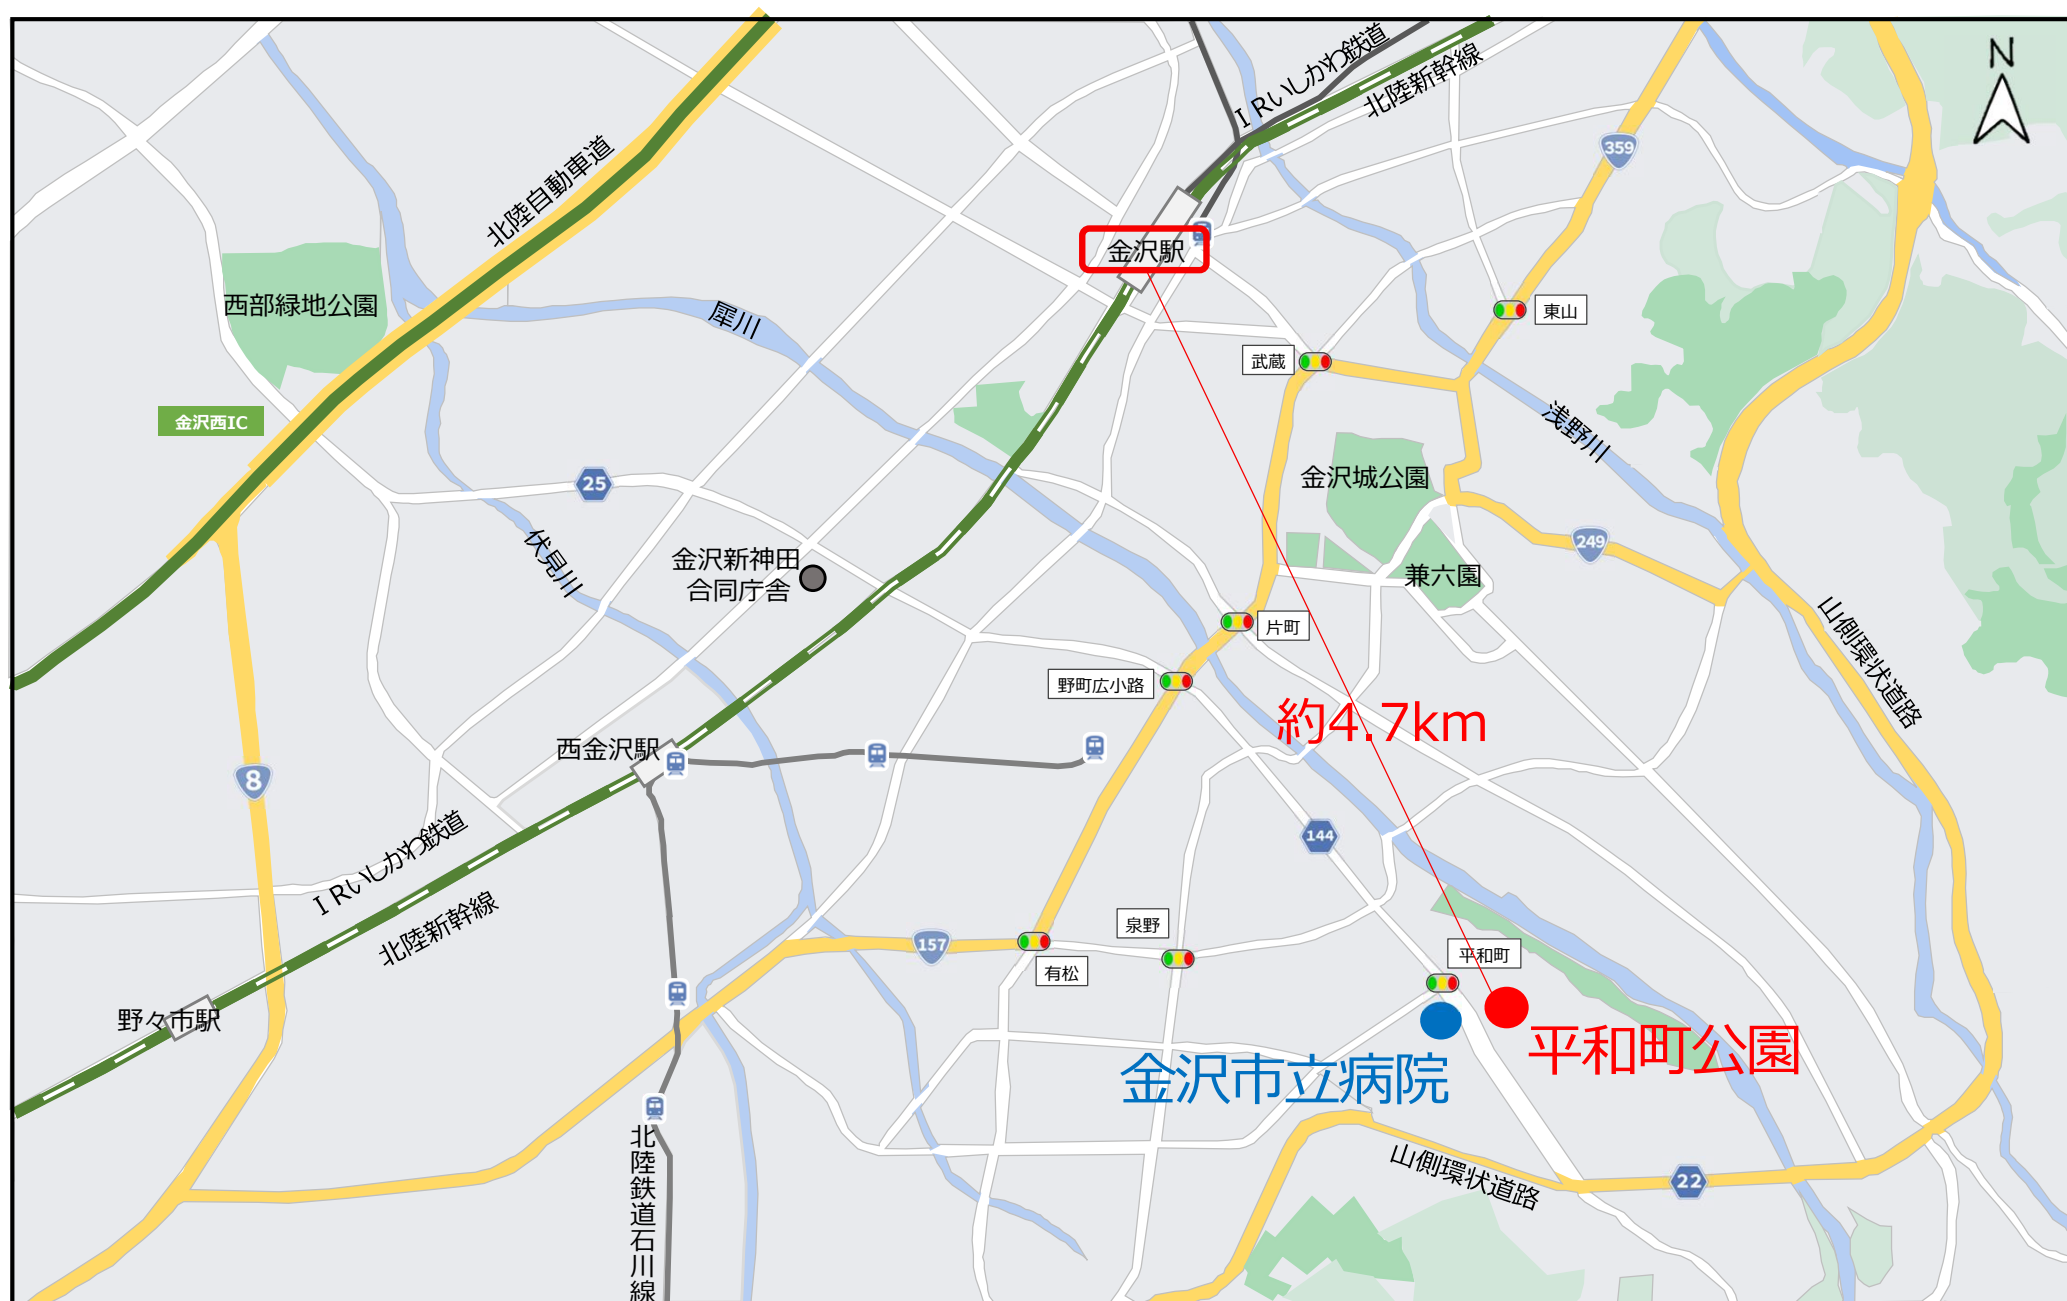 N
ＩＲいしかわ鉄道
北陸新幹線
359
北陸自動車道
金沢駅
西部緑地公園
犀川
東山
武蔵
金沢西IC
浅野川
金沢城公園
25
249
伏見川
金沢新神田
合同庁舎
兼六園
片町
山側環状道路
野町広小路
約4.7km
西金沢駅
8
144
ＩＲいしかわ鉄道
北陸新幹線
泉野
157
平和町
有松
野々市駅
平和町公園
金沢市立病院
北陸鉄道石川線
山側環状道路
22